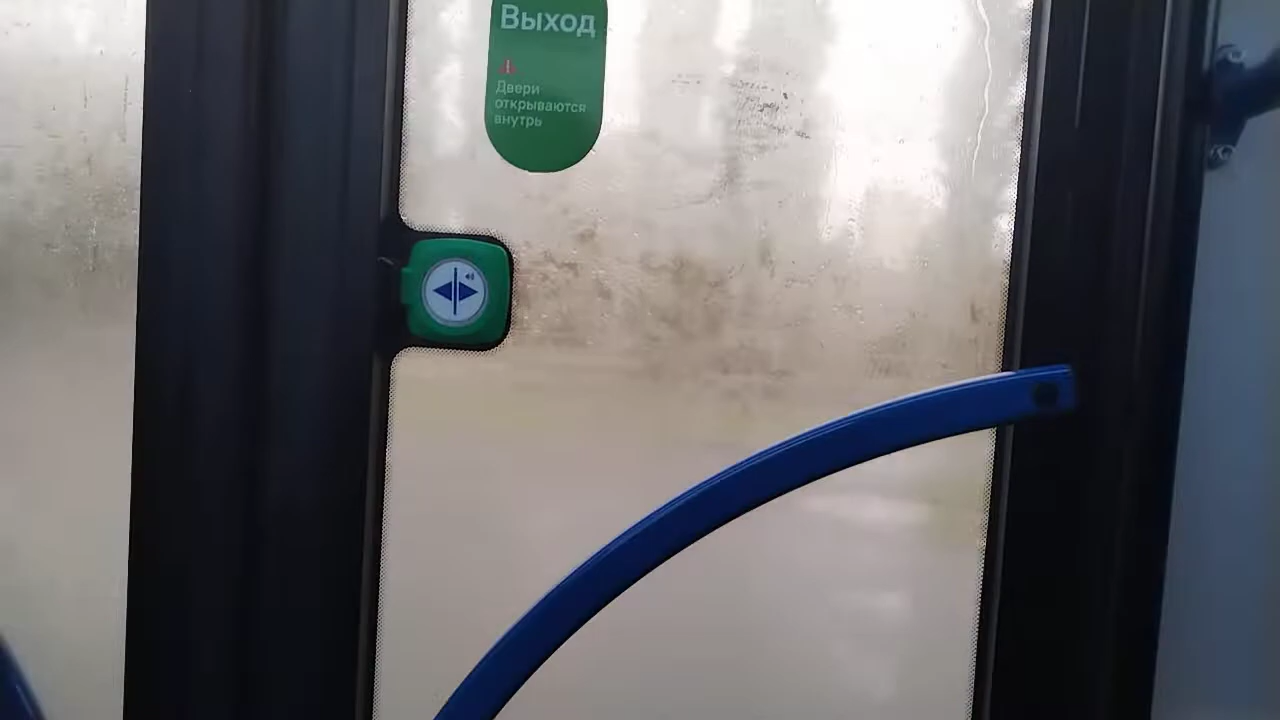 Выход
Двери
открываются
внутрь